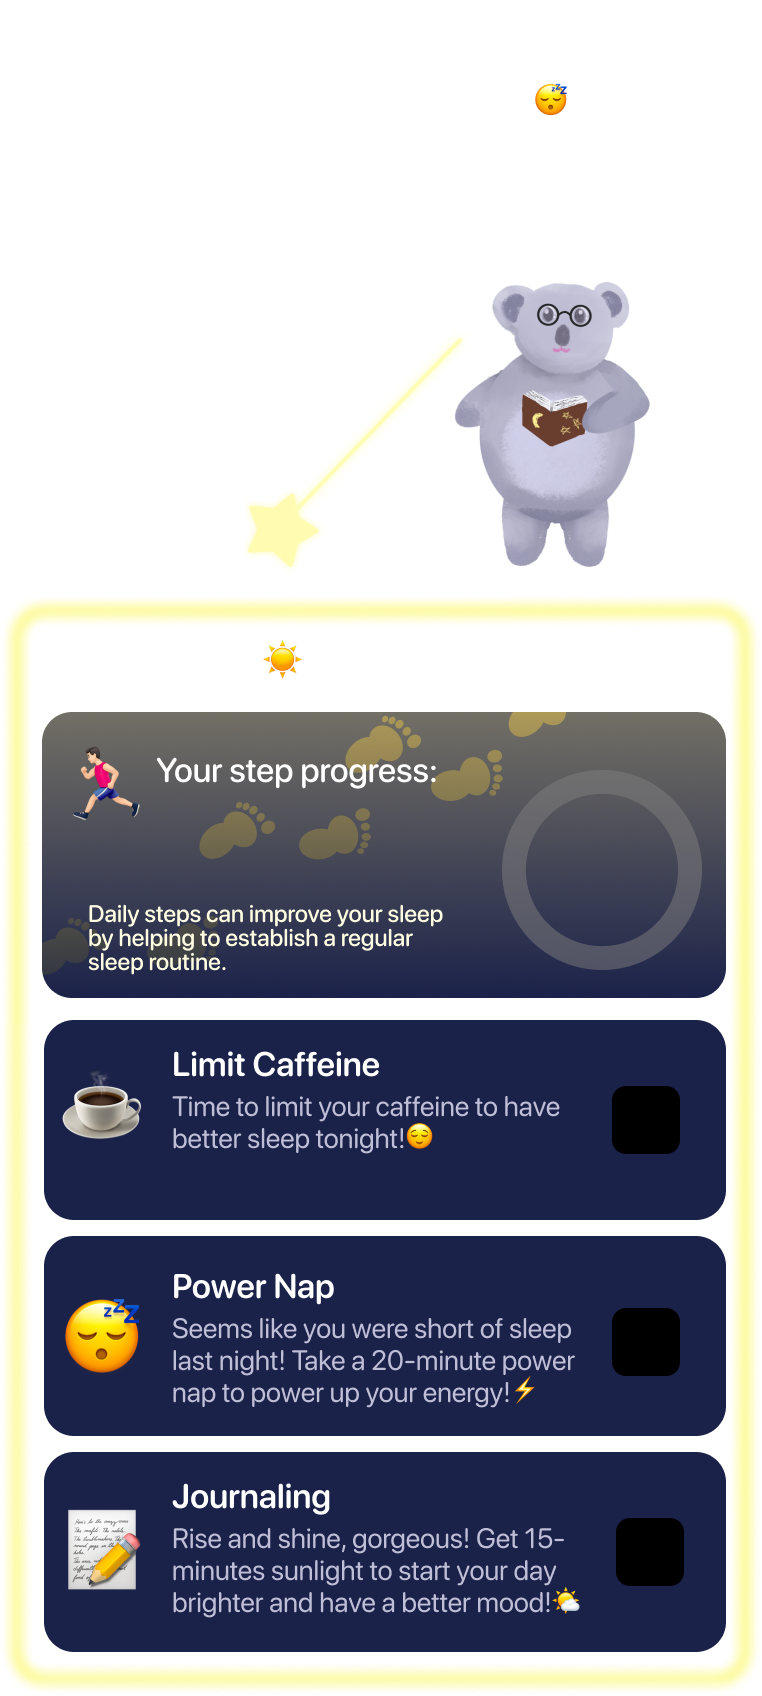 Your step progress:
Daily steps can improve your sleep
by helping to establish a regular
sleep routine.
Limit Caffeine
Time to limit your caffeine to have
better sleep tonight!😌
Power Nap
Seems like you were short of sleep
last night! Take a 20-minute power
nap to power up your energy!⚡
Journaling
Rise and shine, gorgeous! Get 15-
minutes sunlight to start your day
brighter and have a better mood!🌤️